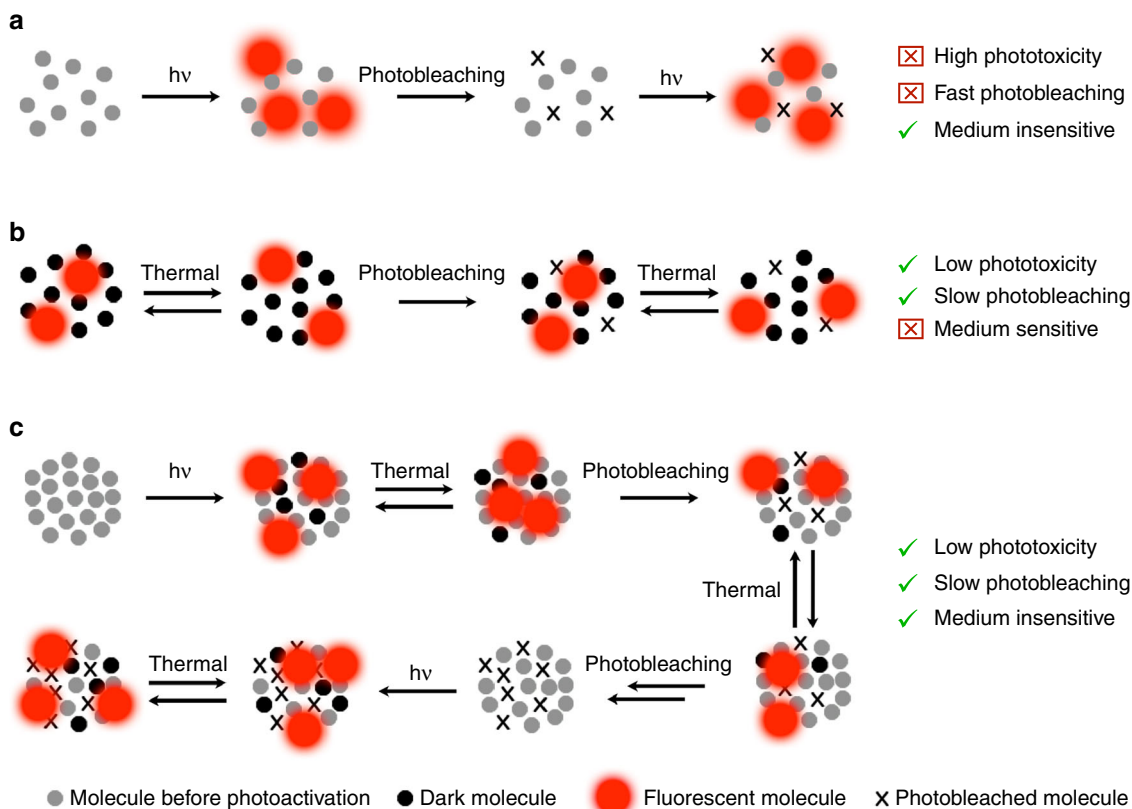 a
hν
Photobleaching
hν
High phototoxicity
Fast photobleaching
Medium insensitive
b
Thermal
Photobleaching
Thermal
Low phototoxicity
Slow photobleaching
Medium sensitive
c
hν
Thermal
Photobleaching
Low phototoxicity
Slow photobleaching
Medium insensitive
Thermal
Thermal
hν
Photobleaching
Molecule before photoactivation
Dark molecule
Fluorescent molecule
Photobleached molecule